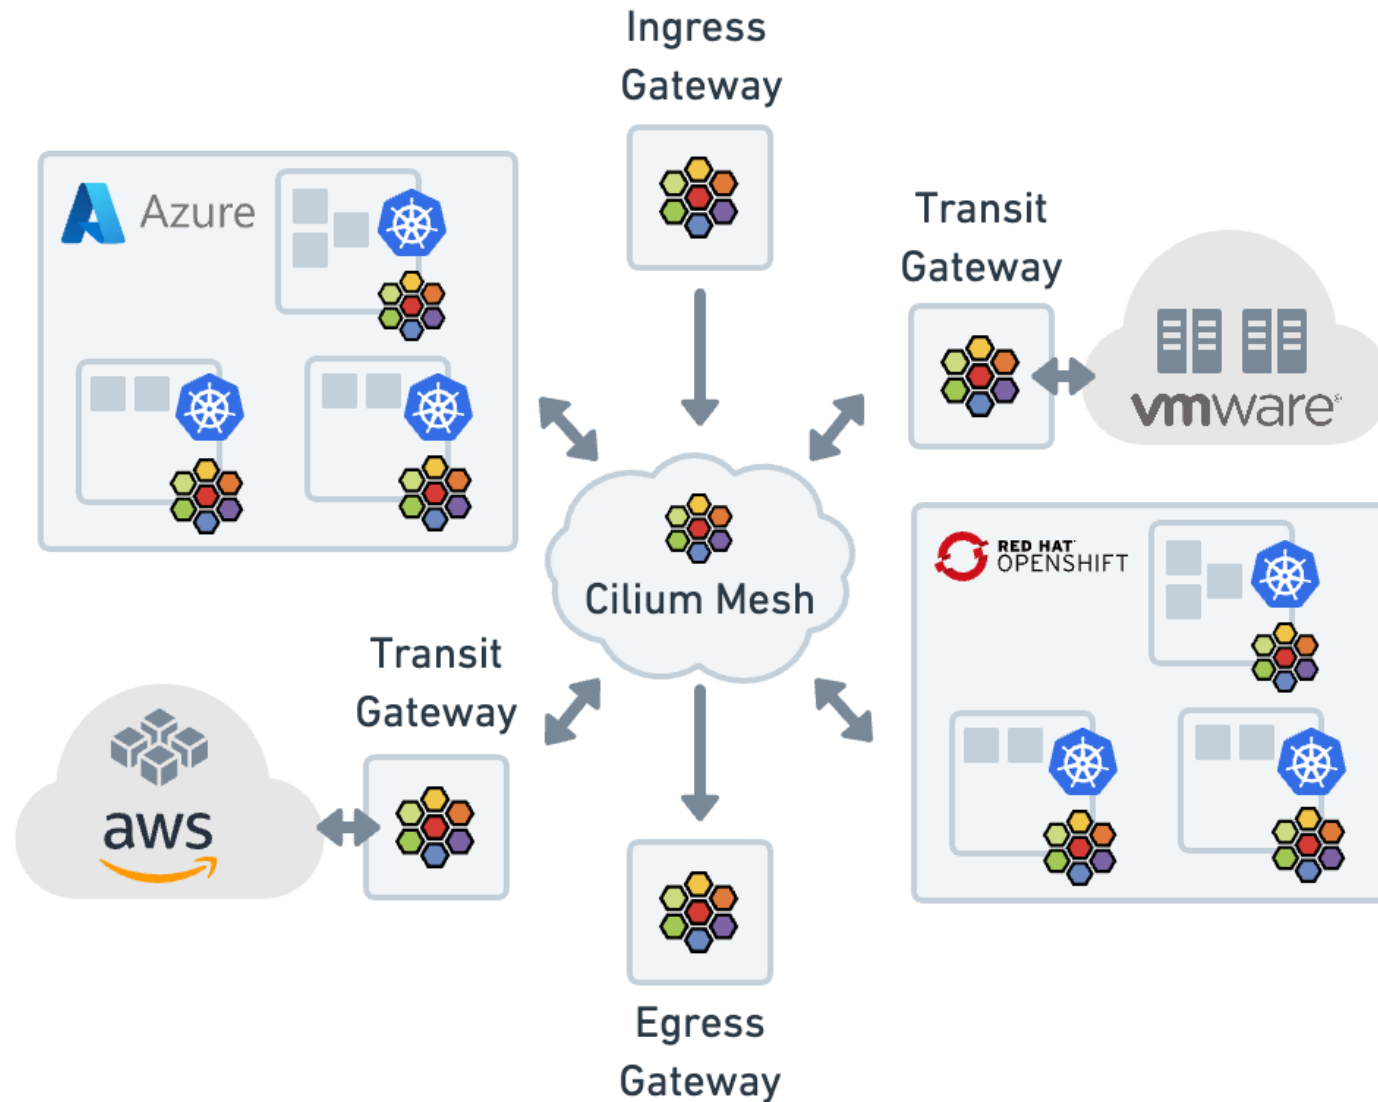 Ingress
Gateway
Azure
Transit
Gateway
vmware®
Cilium Mesh
RED HAT®
OPENSHIFT
Transit
Gateway
aws
Egress
Gateway